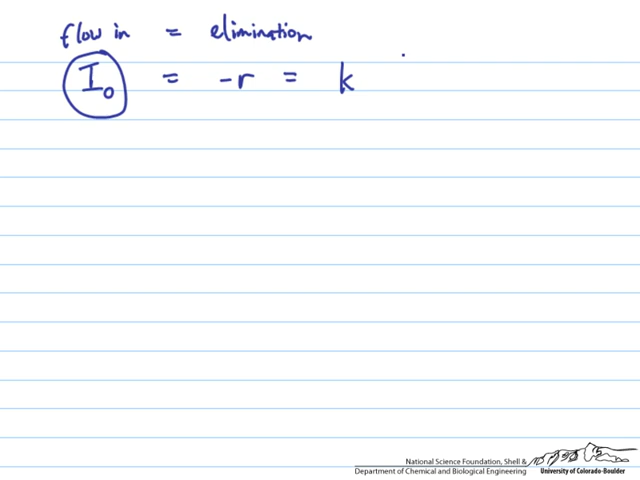 flow in = elimination
I₀ = -r = k
National Science Foundation, Shell &
Department of Chemical and Biological Engineering
University of Colorado-Boulder